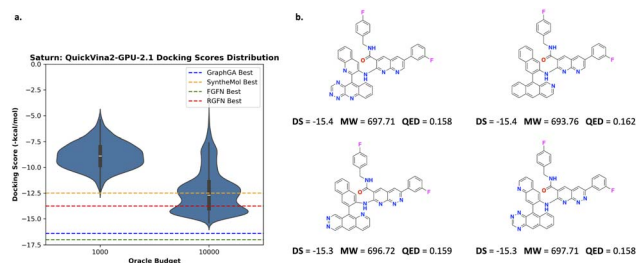 a.
Saturn: QuickVina2-GPU-2.1 Docking Scores Distribution
Docking Score (-kcal/mol)
0.0
−2.5
−5.0
−7.5
−10.0
−12.5
−15.0
−17.5
GraphGA Best
SyntheMol Best
FGFN Best
RGFN Best
1000
10000
Oracle Budget
b.
DS = -15.4 MW = 697.71 QED = 0.158
DS = -15.4 MW = 693.76 QED = 0.162
DS = -15.3 MW = 696.72 QED = 0.159
DS = -15.3 MW = 697.71 QED = 0.158